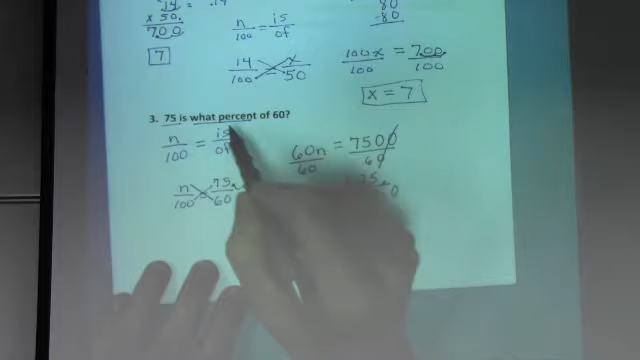 .14 = .14
x 50.
700
7
n/100 = is/of
14/100 = x/50
80
-80
100x/100 = 700/100
x = 7
3. 75 is what percent of 60?
n/100 = is/of
60n/60 = 7500/60
n/100 = 75/60